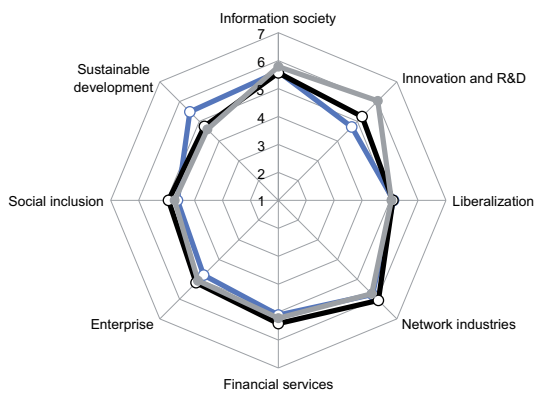 Information society
7
6
Sustainable
development
Innovation and R&D
5
4
3
2
Social inclusion
1
Liberalization
Enterprise
Network industries
Financial services